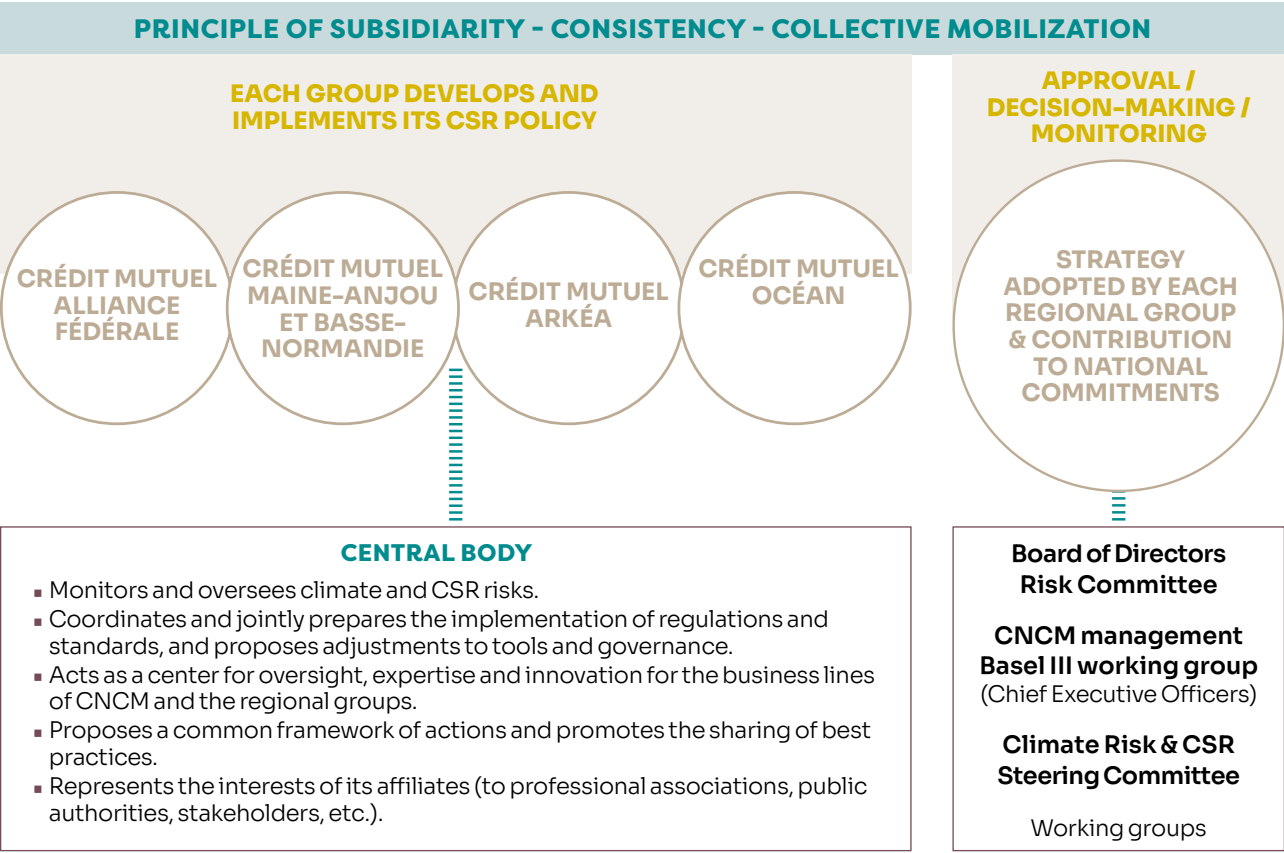 PRINCIPLE OF SUBSIDIARITY - CONSISTENCY - COLLECTIVE MOBILIZATION
EACH GROUP DEVELOPS AND
IMPLEMENTS ITS CSR POLICY
CRÉDIT MUTUEL
ALLIANCE
FÉDÉRALE
CRÉDIT MUTUEL
MAINE-ANJOU
ET BASSE-
NORMANDIE
CRÉDIT MUTUEL
ARKÉA
CRÉDIT MUTUEL
OCÉAN
APPROVAL /
DECISION-MAKING /
MONITORING
STRATEGY
ADOPTED BY EACH
REGIONAL GROUP
& CONTRIBUTION
TO NATIONAL
COMMITMENTS
CENTRAL BODY
▪ Monitors and oversees climate and CSR risks.
▪ Coordinates and jointly prepares the implementation of regulations and
standards, and proposes adjustments to tools and governance.
▪ Acts as a center for oversight, expertise and innovation for the business lines
of CNCM and the regional groups.
▪ Proposes a common framework of actions and promotes the sharing of best
practices.
▪ Represents the interests of its affiliates (to professional associations, public
authorities, stakeholders, etc.).
Board of Directors
Risk Committee
CNCM management
Basel III working group
(Chief Executive Officers)
Climate Risk & CSR
Steering Committee
Working groups